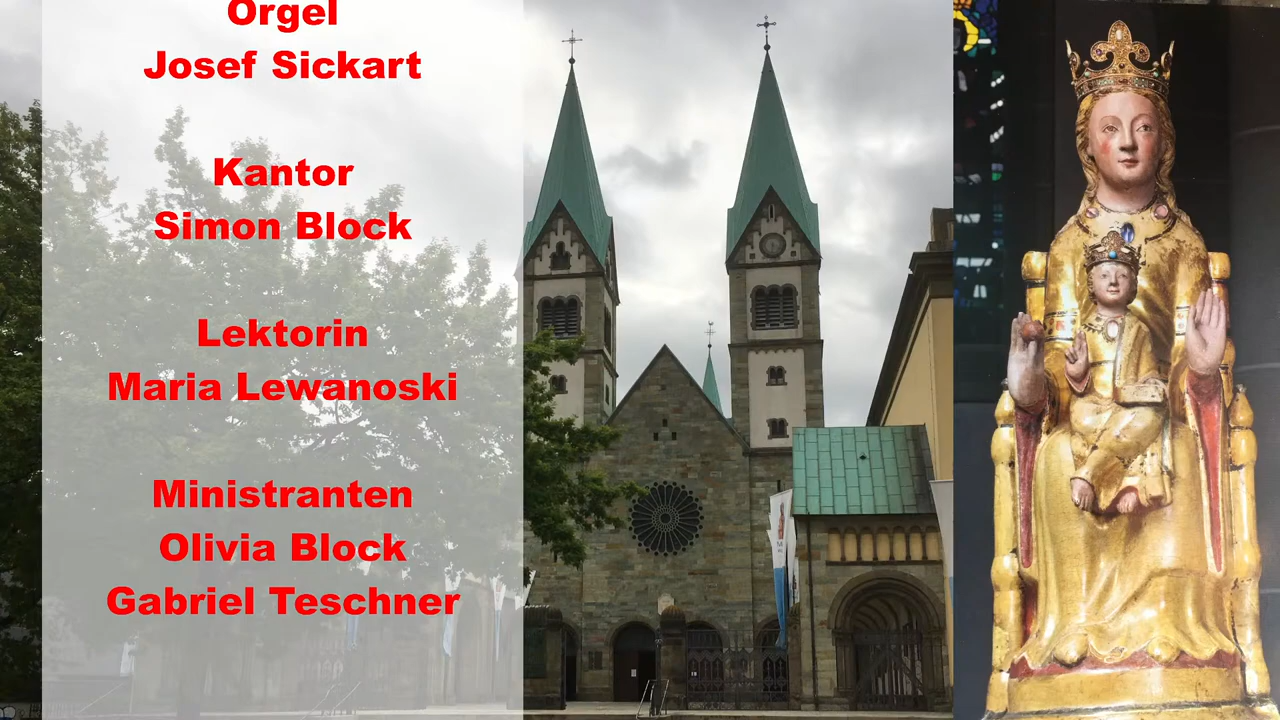 Orgel
Josef Sickart
Kantor
Simon Block
Lektorin
Maria Lewanoski
Ministranten
Olivia Block
Gabriel Teschner